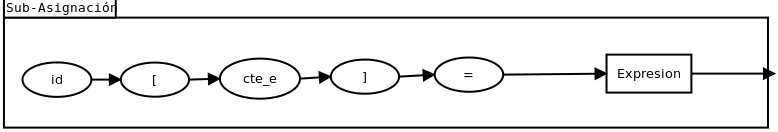 Sub-Asignación
id [ cte_e ] = Expresion